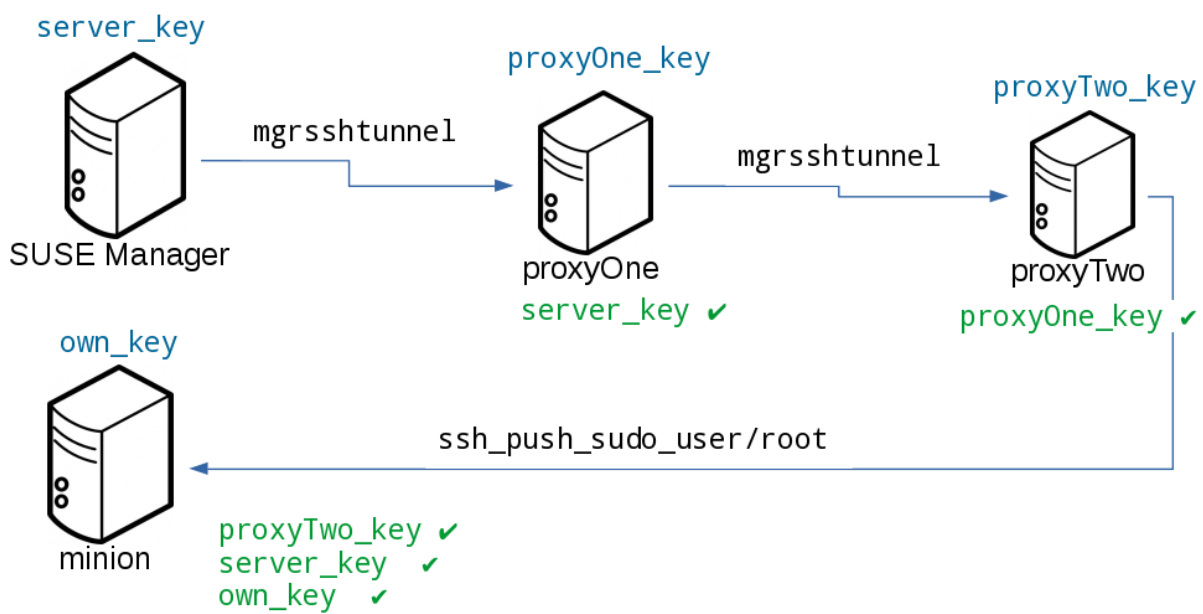 server_key
proxyOne_key
proxyTwo_key
mgrsshtunnel
mgrsshtunnel
SUSE Manager
proxyOne
proxyTwo
server_key ✔
proxyOne_key ✔
own_key
ssh_push_sudo_user/root
minion
proxyTwo_key ✔
server_key ✔
own_key ✔